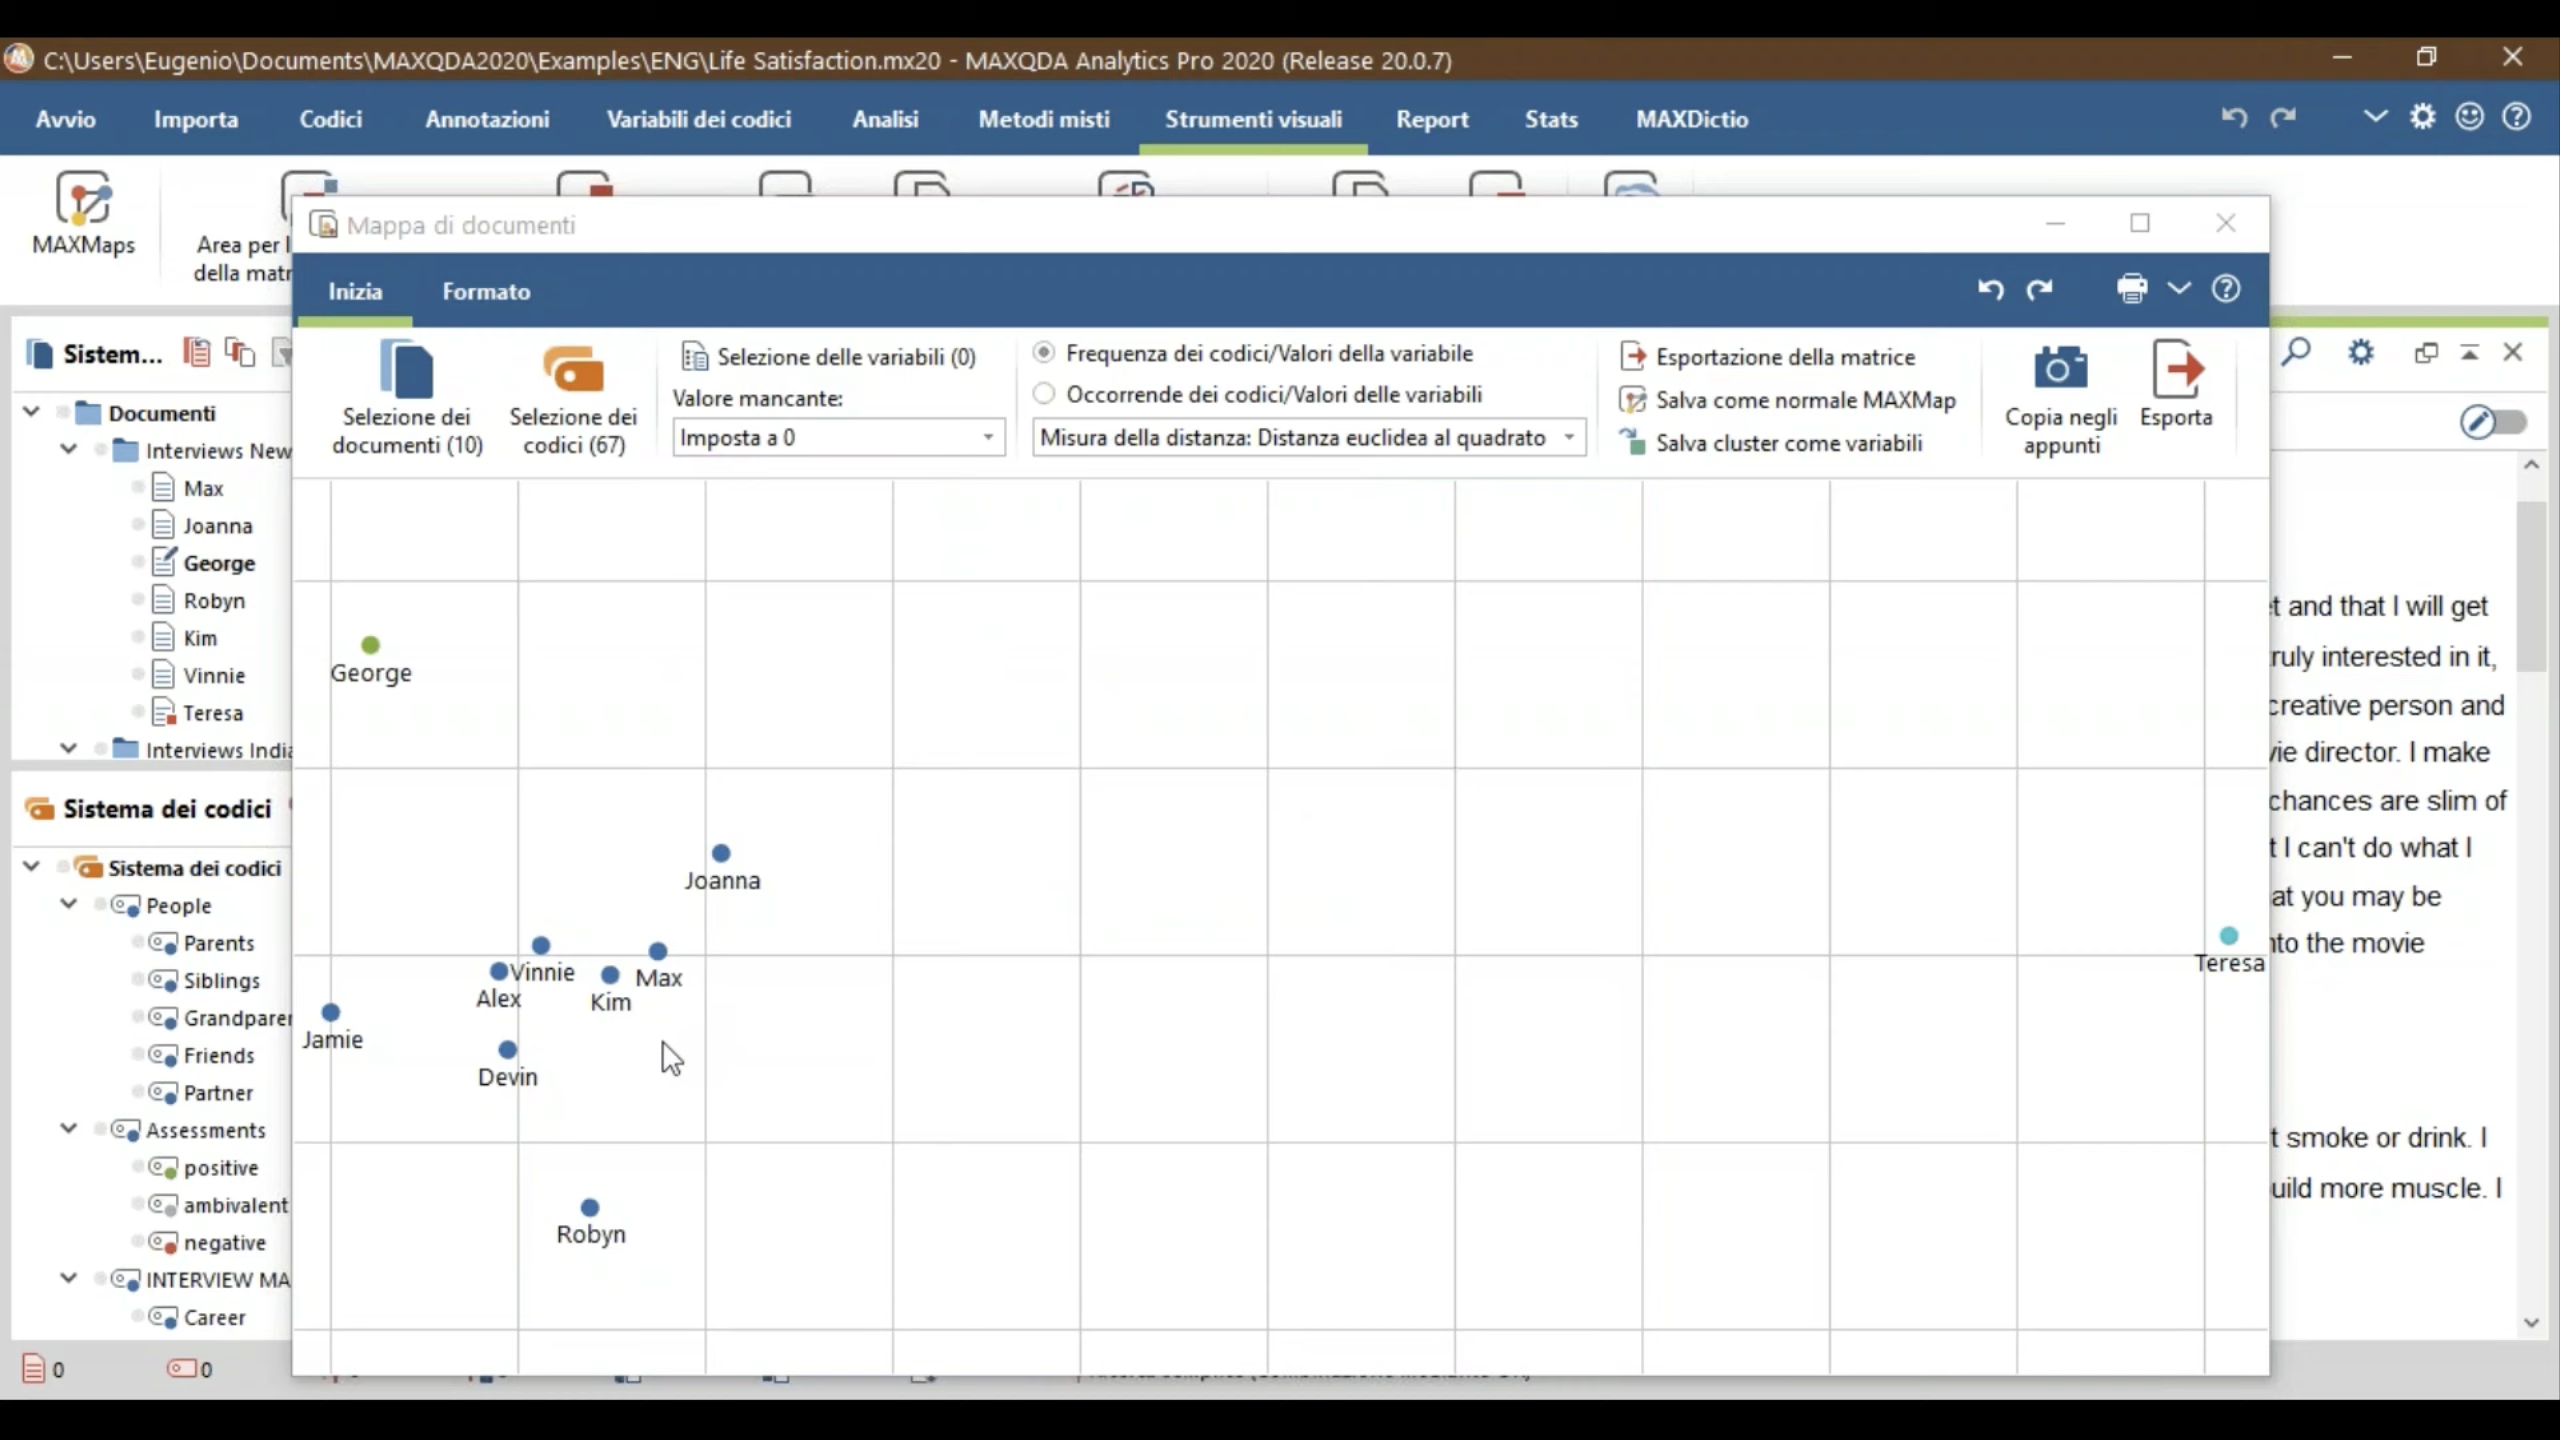 C:\Users\Eugenio\Documents\MAXQDA2020\Examples\ENG\Life Satisfaction.mx20 - MAXQDA Analytics Pro 2020 (Release 20.0.7)
Avvio Importa Codici Annotazioni Variabili dei codici Analisi Metodi misti Strumenti visuali Report Stats MAXDictio
MAXMaps
Area per l
della matr
Mappa di documenti
Inizia Formato
Selezione dei
documenti (10)
Selezione dei
codici (67)
Selezione delle variabili (0)
Valore mancante:
Imposta a 0
Frequenza dei codici/Valori della variabile
Occorrende dei codici/Valori delle variabili
Misura della distanza: Distanza euclidea al quadrato
Esportazione della matrice
Salva come normale MAXMap
Salva cluster come variabili
Copia negli
appunti
Esporta
Sistem...
Documenti
Interviews New
Max
Joanna
George
Robyn
Kim
Vinnie
Teresa
Interviews India
Sistema dei codici
Sistema dei codici
People
Parents
Siblings
Grandparer
Friends
Partner
Assessments
positive
ambivalent
negative
INTERVIEW MA
Career
George
Joanna
Vinnie
Alex
Kim
Max
Jamie
Devin
Robyn
Teresa
et and that I will get
ruly interested in it,
creative person and
vie director. I make
chances are slim of
t I can't do what I
at you may be
nto the movie
t smoke or drink. I
uild more muscle. I
0 0